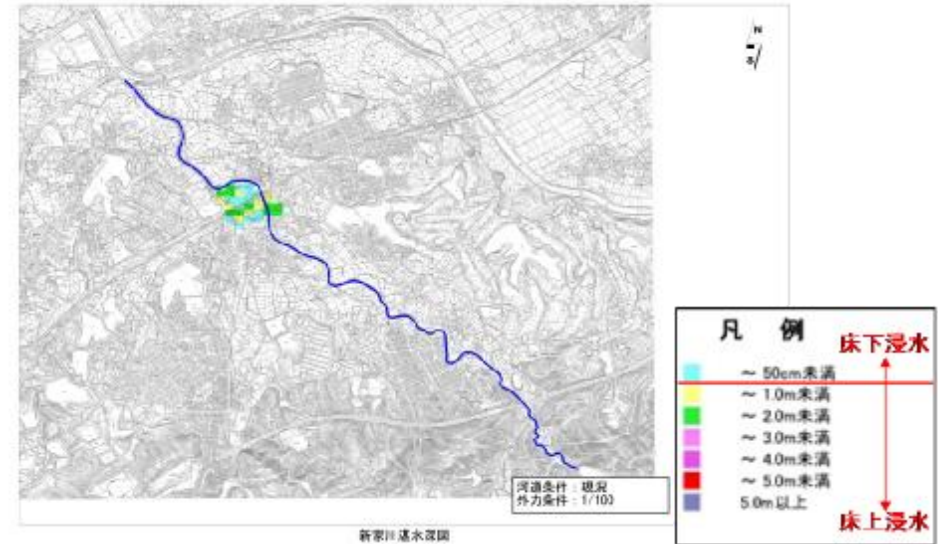 N
S
凡 例
床下浸水
～ 50cm未満
～ 1.0m未満
～ 2.0m未満
～ 3.0m未満
～ 4.0m未満
～ 5.0m未満
5.0m以上
床上浸水
河道条件：現況
外力条件：1/100
新家川湛水深図